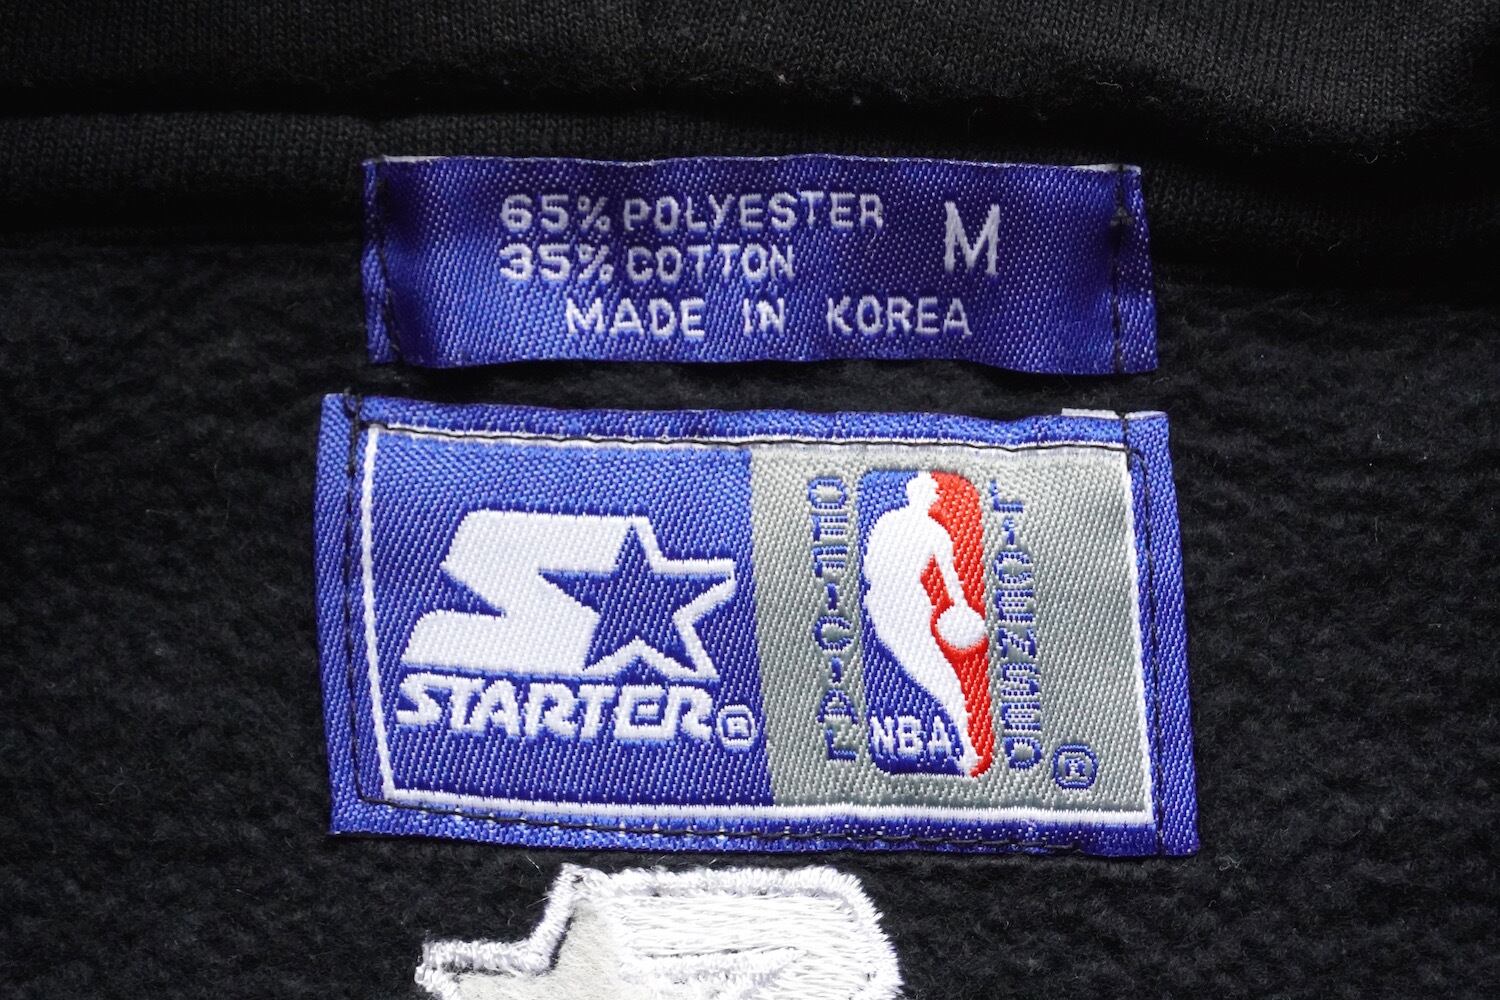 65% POLYESTER
35% COTTON
M
MADE IN KOREA
STARTER®
OFFICIAL
NBA
LICENSED
®